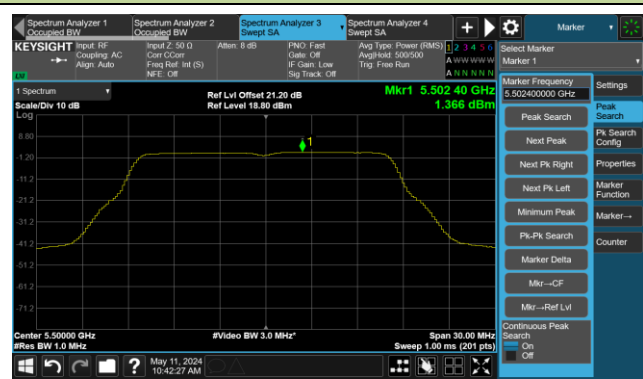 Spectrum Analyzer 1
Occupied BW
Spectrum Analyzer 2
Occupied BW
Spectrum Analyzer 3
Swept SA
Spectrum Analyzer 4
Swept SA
+
Marker
KEYSIGHT
Input: RF
Coupling: AC
Align: Auto
Input Z: 50 Ω
Corr CCorr
Freq Ref: Int (S)
NFE: Off
Atten: 8 dB
PNO: Fast
Gate: Off
IF Gain: Low
Sig Track: Off
Avg Type: Power (RMS)
Avg|Hold: 500/500
Trig: Free Run
1 2 3 4 5 6
A W W W W W
A N N N N N
LW
Select Marker
Marker 1
1 Spectrum
Scale/Div 10 dB
Log
Ref Lvl Offset 21.20 dB
Ref Level 18.80 dBm
Mkr1 5.502 40 GHz
1.366 dBm
8.80
-1.20
-11.2
-21.2
-31.2
-41.2
-51.2
-61.2
-71.2
1
Center 5.50000 GHz
#Res BW 1.0 MHz
#Video BW 3.0 MHz*
Span 30.00 MHz
Sweep 1.00 ms (201 pts)
Marker Frequency
5.502400000 GHz
Peak Search
Next Peak
Next Pk Right
Next Pk Left
Minimum Peak
Pk-Pk Search
Marker Delta
Mkr→CF
Mkr→Ref Lvl
Continuous Peak
Search
On
Off
Settings
Peak
Search
Pk Search
Config
Properties
Marker
Function
Marker→
Counter
?
May 11, 2024
10:42:27 AM